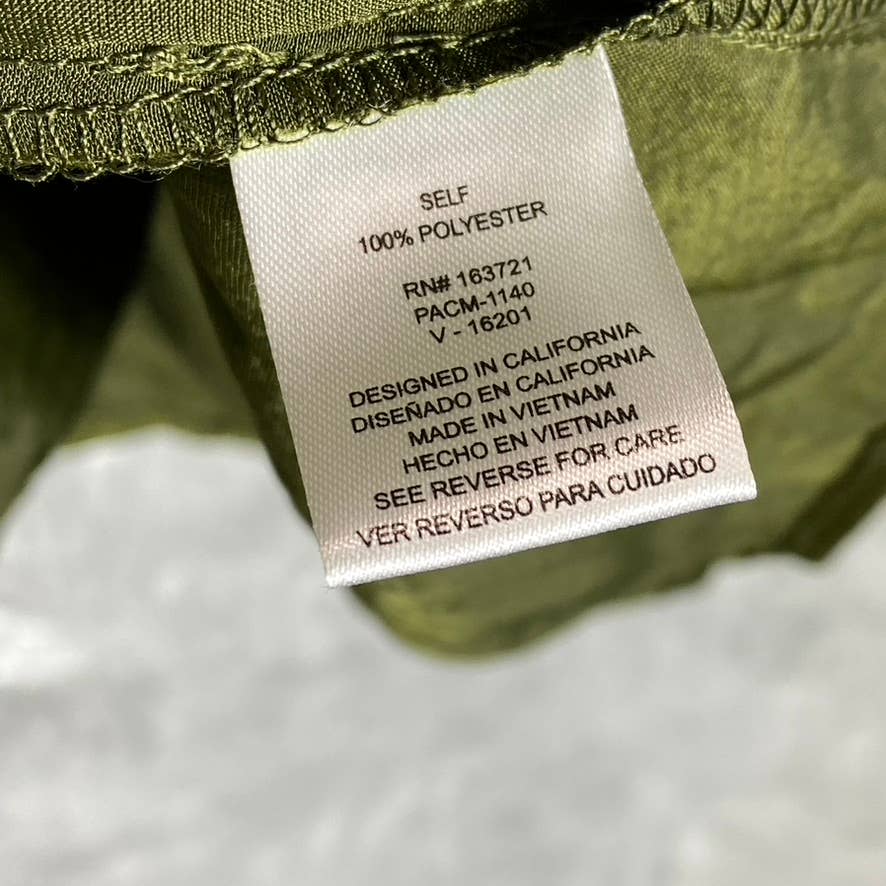 SELF
100% POLYESTER
RN# 163721
PACM-1140
V - 16201
DESIGNED IN CALIFORNIA
DISEÑADO EN CALIFORNIA
MADE IN VIETNAM
HECHO EN VIETNAM
SEE REVERSE FOR CARE
VER REVERSO PARA CUIDADO